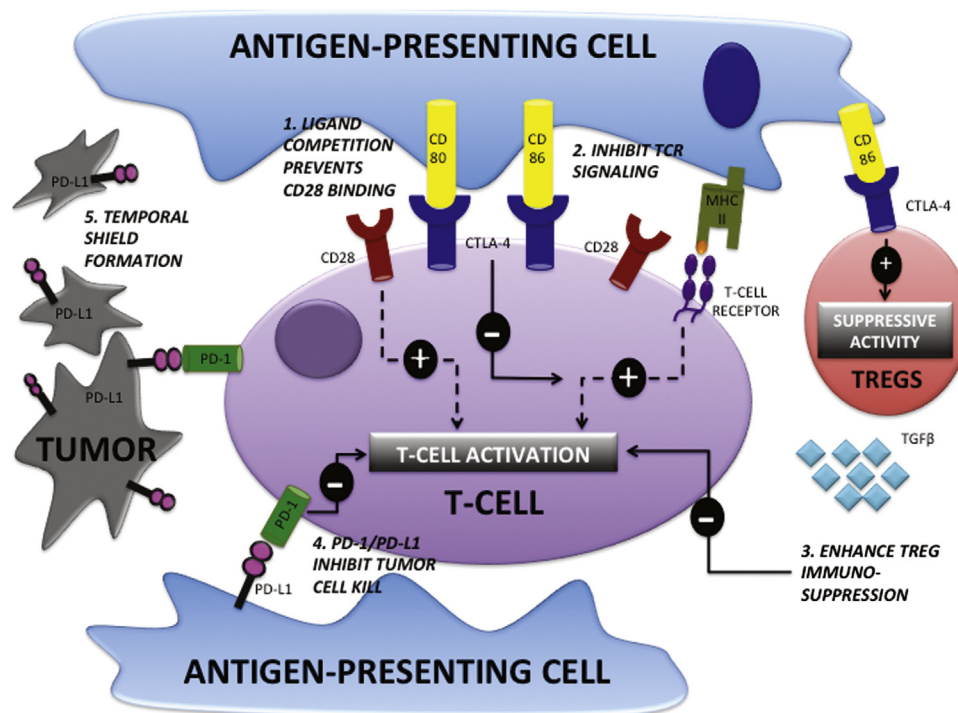 ANTIGEN-PRESENTING CELL
1. LIGAND
COMPETITION
PREVENTS
CD28 BINDING
CD
80
CD
86
2. INHIBIT TCR
SIGNALING
MHC
II
CD
86
CTLA-4
PD-L1
5. TEMPORAL
SHIELD
FORMATION
CD28
CTLA-4
CD28
T-CELL
RECEPTOR
+
SUPPRESSIVE
ACTIVITY
TREGS
PD-L1
PD-1
PD-L1
TUMOR
+
-
+
T-CELL ACTIVATION
T-CELL
TGFβ
-
PD-1
-
4. PD-1/PD-L1
INHIBIT TUMOR
CELL KILL
PD-L1
3. ENHANCE TREG
IMMUNO-
SUPPRESSION
ANTIGEN-PRESENTING CELL